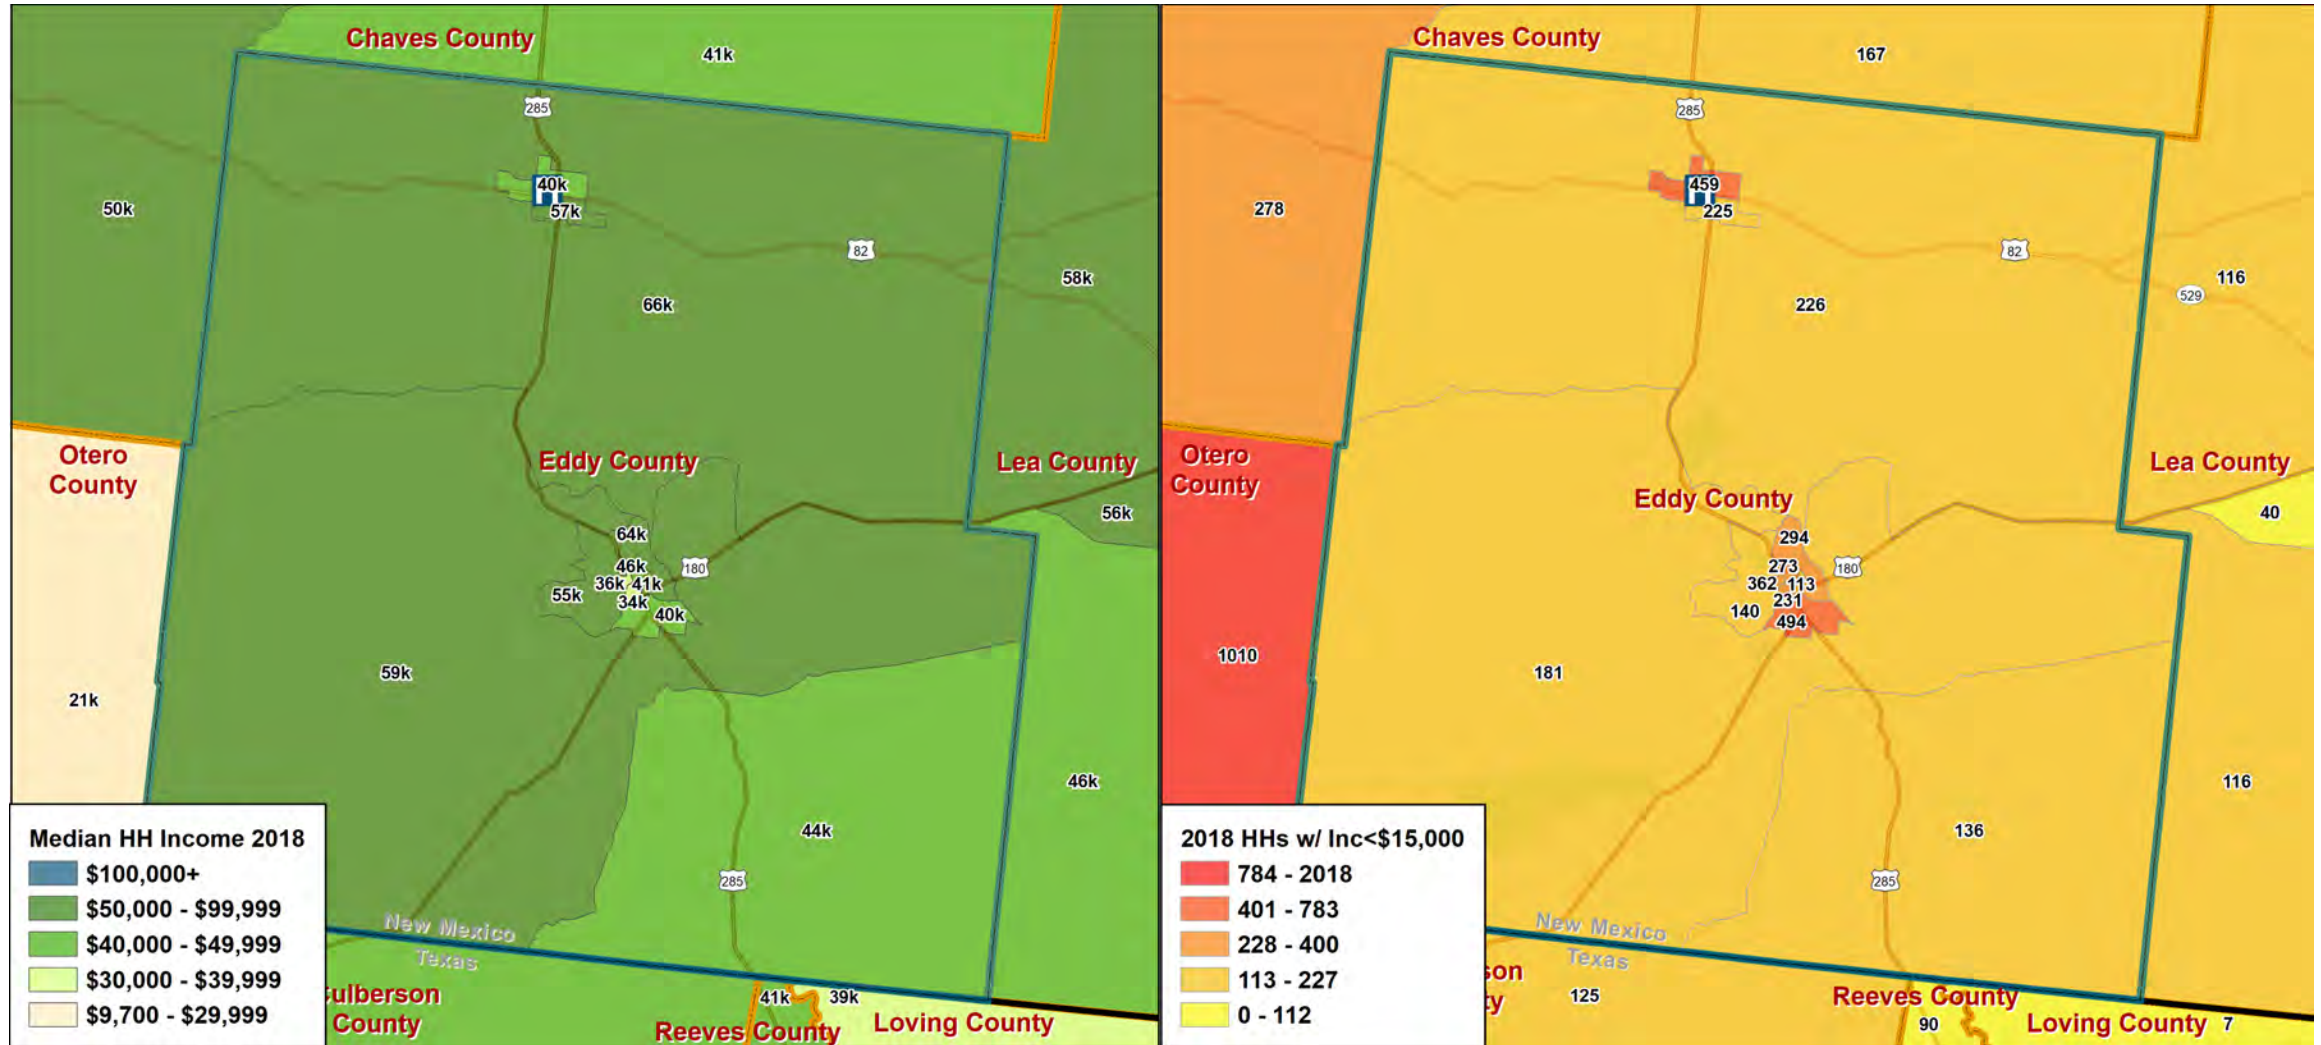 Chaves County
41k
285
40k
H
57k
50k
82
58k
66k
Otero
County
Eddy County
Lea County
56k
64k
46k
180
36k
41k
55k
34k
40k
59k
21k
46k
44k
285
New Mexico
Texas
Culberson
County
41k
39k
Reeves County
Loving County
Median HH Income 2018
$100,000+
$50,000 - $99,999
$40,000 - $49,999
$30,000 - $39,999
$9,700 - $29,999
Chaves County
167
285
459
H
225
278
82
116
529
226
Otero
County
Lea County
Eddy County
40
294
273
180
362
113
231
140
494
1010
181
116
136
285
New Mexico
Texas
son
ty
125
Reeves County
90
Loving County
7
2018 HHs w/ Inc<$15,000
784 - 2018
401 - 783
228 - 400
113 - 227
0 - 112